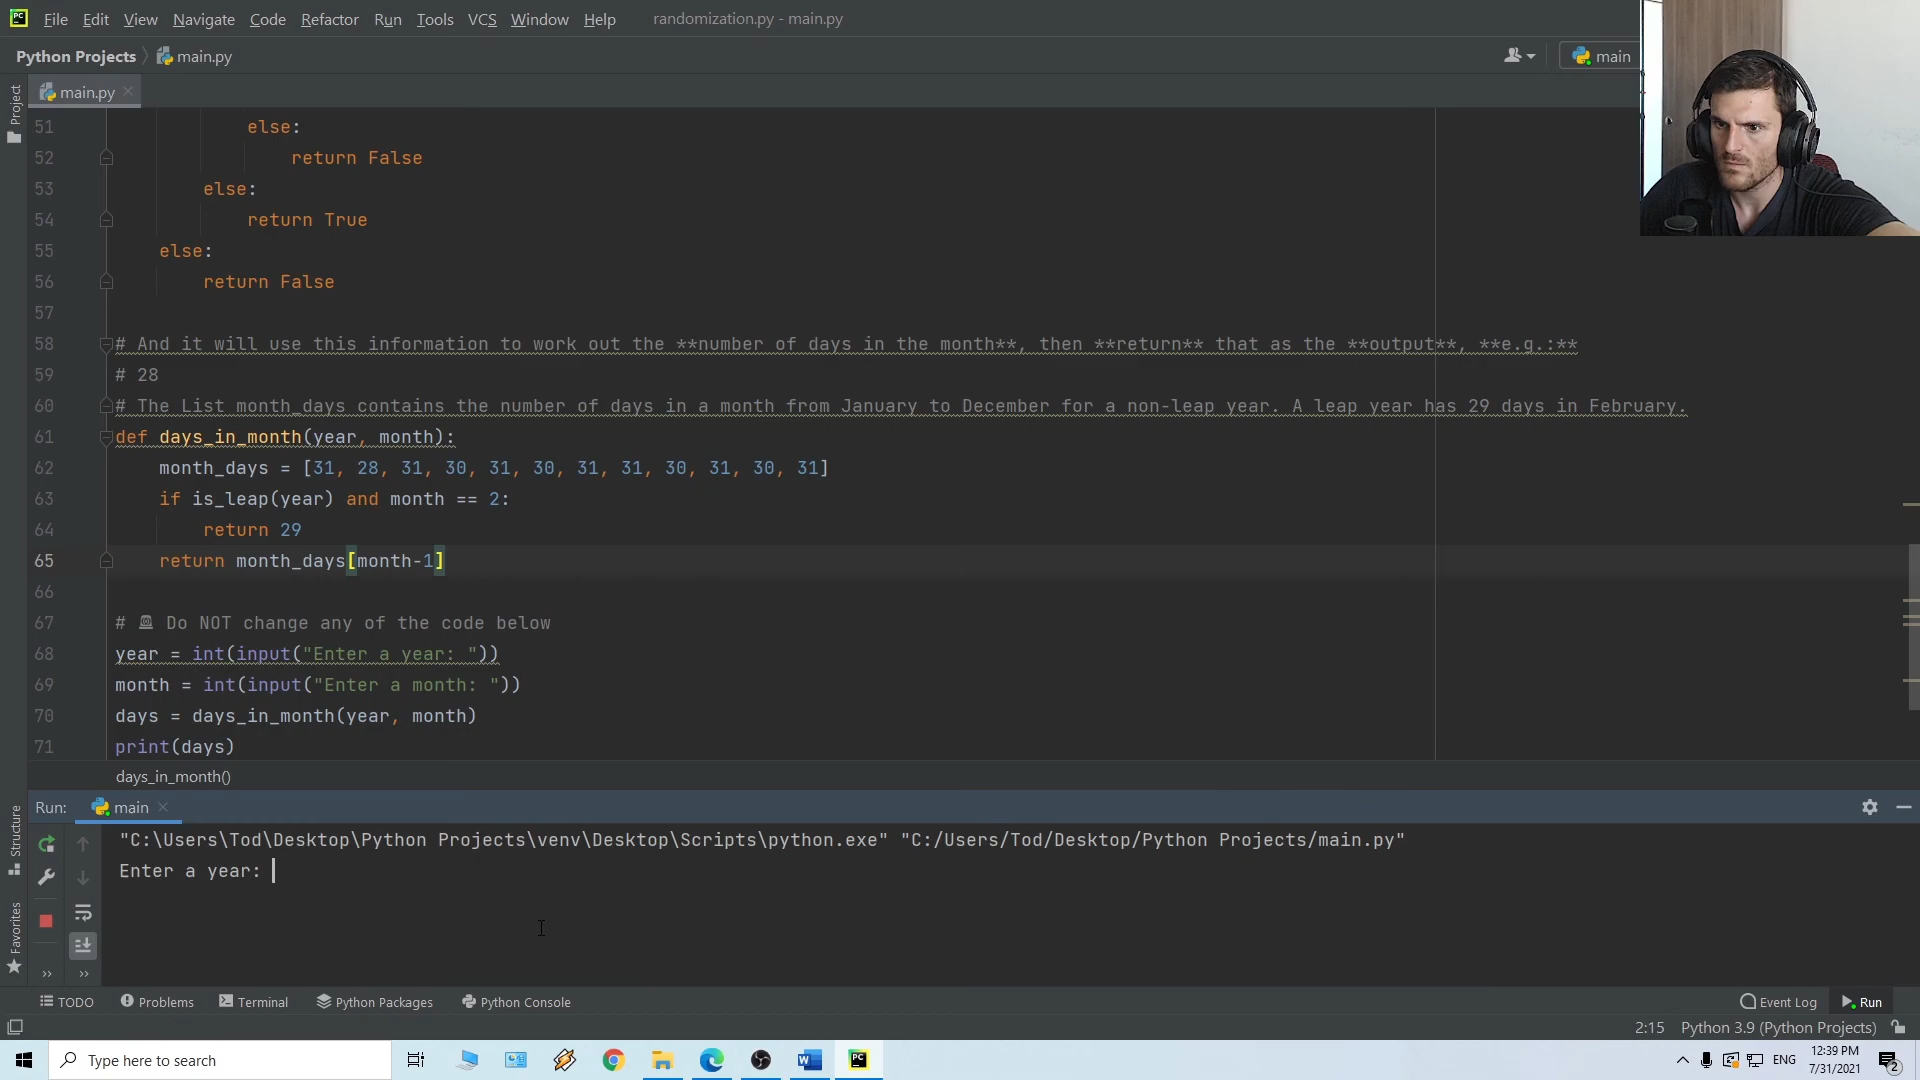 PC File Edit View Navigate Code Refactor Run Tools VCS Window Help randomization.py - main.py
Python Projects main.py main
main.py
Project
51 else:
52 return False
53 else:
54 return True
55 else:
56 return False
57
58 # And it will use this information to work out the **number of days in the month**, then **return** that as the **output**, **e.g.:**
59 # 28
60 # The List month_days contains the number of days in a month from January to December for a non-leap year. A leap year has 29 days in February.
61 def days_in_month(year, month):
62 month_days = [31, 28, 31, 30, 31, 30, 31, 31, 30, 31, 30, 31]
63 if is_leap(year) and month == 2:
64 return 29
65 return month_days[month-1]
66
67 # 🚨 Do NOT change any of the code below
68 year = int(input("Enter a year: "))
69 month = int(input("Enter a month: "))
70 days = days_in_month(year, month)
71 print(days)
days_in_month()
Run: main
Structure
Favorites
"C:\Users\Tod\Desktop\Python Projects\venv\Desktop\Scripts\python.exe" "C:/Users/Tod/Desktop/Python Projects/main.py"
Enter a year:
TODO Problems Terminal Python Packages Python Console Event Log Run
2:15 Python 3.9 (Python Projects)
Type here to search
PC
ENG
12:39 PM
7/31/2021
2